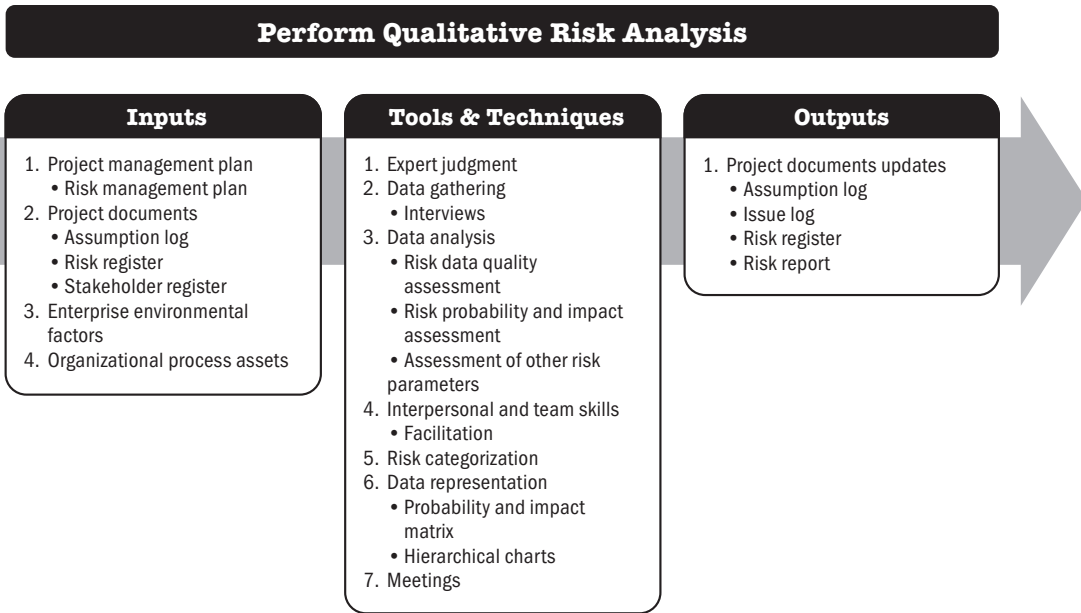 Perform Qualitative Risk Analysis
Inputs
1. Project management plan
• Risk management plan
2. Project documents
• Assumption log
• Risk register
• Stakeholder register
3. Enterprise environmental
factors
4. Organizational process assets
Tools & Techniques
1. Expert judgment
2. Data gathering
• Interviews
3. Data analysis
• Risk data quality
assessment
• Risk probability and impact
assessment
• Assessment of other risk
parameters
4. Interpersonal and team skills
• Facilitation
5. Risk categorization
6. Data representation
• Probability and impact
matrix
• Hierarchical charts
7. Meetings
Outputs
1. Project documents updates
• Assumption log
• Issue log
• Risk register
• Risk report